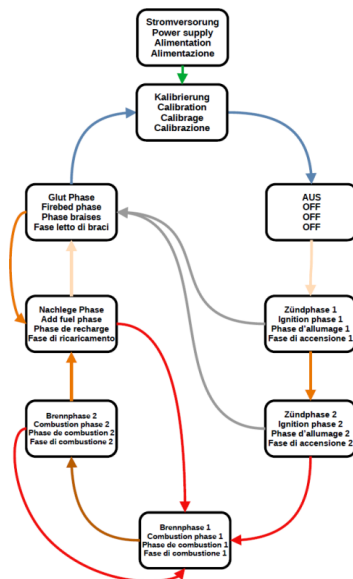 Stromversorung
Power supply
Alimentation
Alimentazione
Kalibrierung
Calibration
Calibrage
Calibrazione
Glut Phase
Firebed phase
Phase braises
Fase letto di braci
AUS
OFF
OFF
OFF
Nachlege Phase
Add fuel phase
Phase de recharge
Fase di ricaricamento
Zündphase 1
Ignition phase 1
Phase d'allumage 1
Fase di accensione 1
Brennphase 2
Combustion phase 2
Phase de combustion 2
Fase di combustione 2
Zündphase 2
Ignition phase 2
Phase d'allumage 2
Fase di accensione 2
Brennphase 1
Combustion phase 1
Phase de combustion 1
Fase di combustione 1